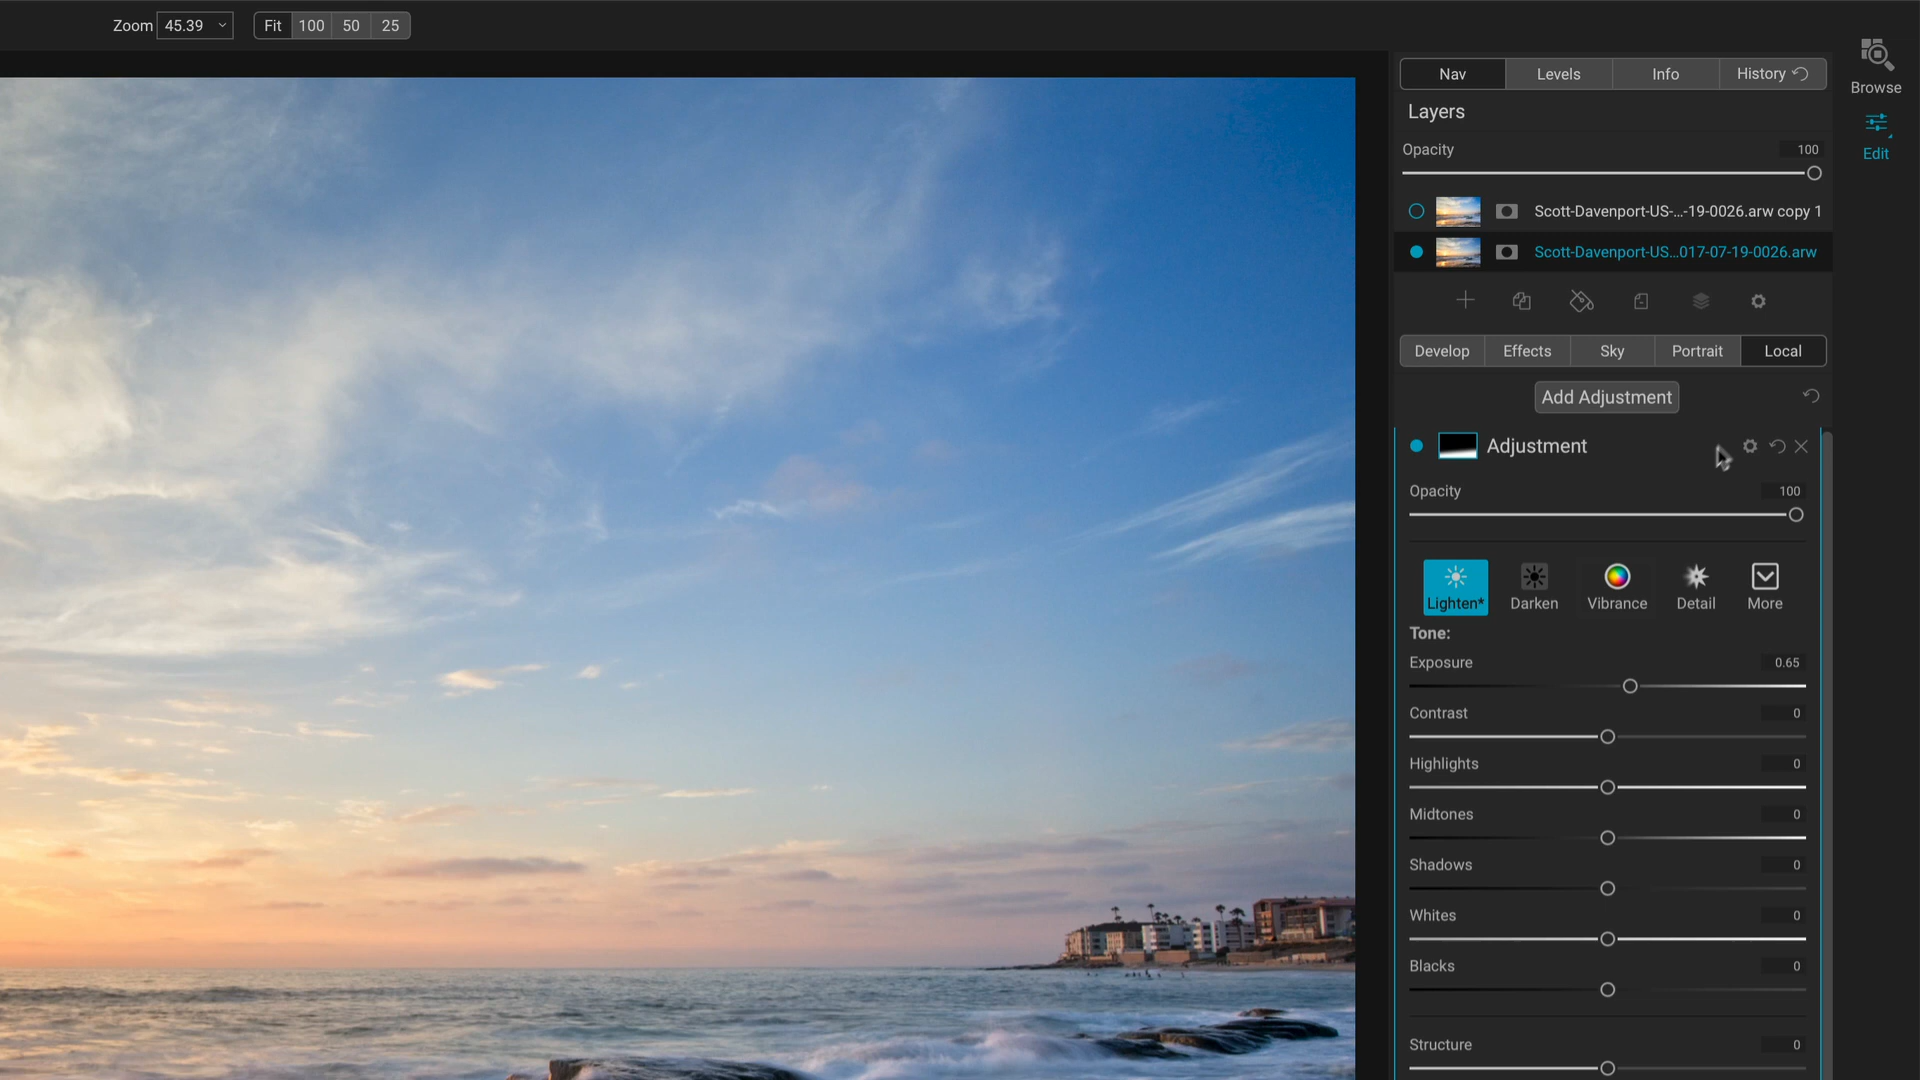 Zoom 45.39 Fit 100 50 25
Browse
Edit
Nav Levels Info History
Layers
Opacity 100
Scott-Davenport-US-...-19-0026.arw copy 1
Scott-Davenport-US...017-07-19-0026.arw
Develop Effects Sky Portrait Local
Add Adjustment
Adjustment
Opacity 100
Lighten* Darken Vibrance Detail More
Tone:
Exposure 0.65
Contrast 0
Highlights 0
Midtones 0
Shadows 0
Whites 0
Blacks 0
Structure 0